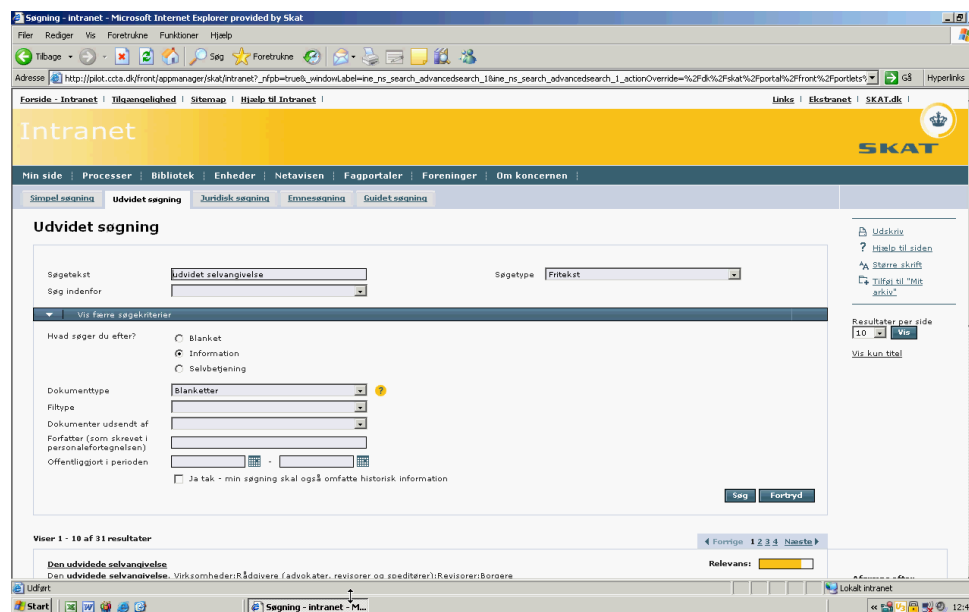 Søgning - intranet - Microsoft Internet Explorer provided by Skat
Filer Rediger Vis Foretrukne Funktioner Hjælp
Tilbage Søg Foretrukne
Adresse http://pilot.ccta.dk/front/appmanager/skat/intranet?_nfpb=true&_windowLabel=ine_ns_search_advancedsearch_1&ine_ns_search_advancedsearch_1_actionOverride=%2Fdk%2Fskat%2Fportal%2Ffront%2Fportlets% Gå Hyperlinks
Forside - Intranet | Tilgængelighed | Sitemap | Hjælp til Intranet | Links | Ekstranet | SKAT.dk |
Intranet
SKAT
Min side | Processer | Bibliotek | Enheder | Netavisen | Fagportaler | Foreninger | Om koncernen |
Simpel søgning Udvidet søgning Juridisk søgning Emnesøgning Guidet søgning
Udvidet søgning
Udskriv
? Hjælp til siden
Større skrift
Tilføj til "Mit
arkiv"
Søgetekst udvidet selvangivelse Søgetype Fritekst
Søg indenfor
Vis færre søgekriterier
Resultater per side
10 Vis
Vis kun titel
Hvad søger du efter? Blanket
Information
Selvbetjening
Dokumenttype Blanketter ?
Filtype
Dokumenter udsendt af
Forfatter (som skrevet i
personalefortegnelsen)
Offentliggjort i perioden -
Ja tak - min søgning skal også omfatte historisk information
Søg Fortryd
Viser 1 - 10 af 31 resultater Forrige 1 2 3 4 Næste
Den udvidede selvangivelse Relevans:
Den udvidede selvangivelse. Virksomheder;Rådgivere (advokater, revisorer og speditører);Revisorer;Borgere
Udført Lokalt intranet
Start Søgning - intranet - M... «